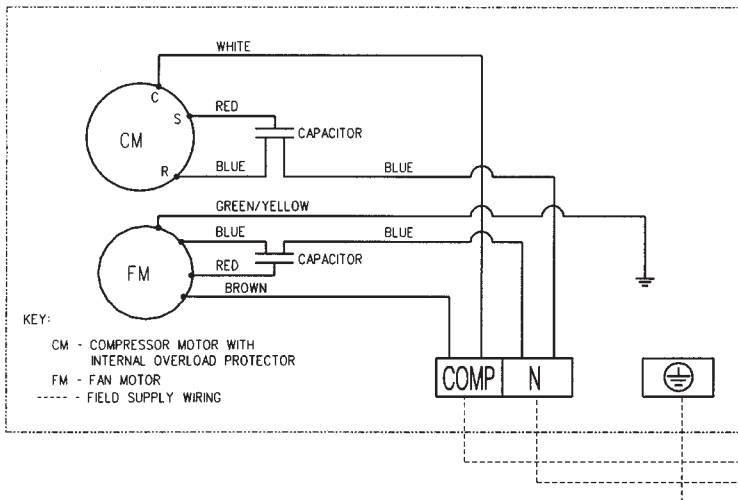 WHITE
C
S
RED
CAPACITOR
CM
R
BLUE
BLUE
GREEN/YELLOW
BLUE
BLUE
CAPACITOR
FM
RED
BROWN
KEY:
CM - COMPRESSOR MOTOR WITH
INTERNAL OVERLOAD PROTECTOR
FM - FAN MOTOR
------ - FIELD SUPPLY WIRING
COMP
N